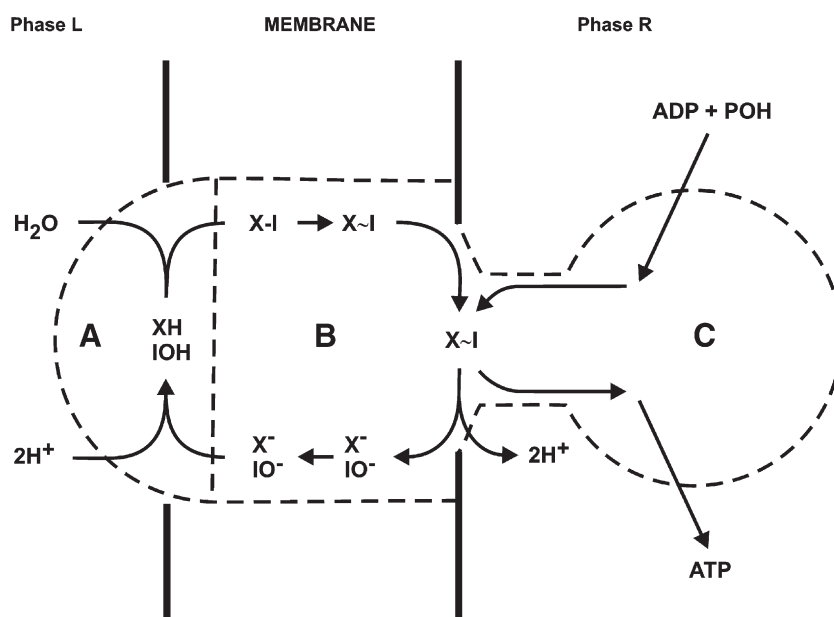 Phase L MEMBRANE Phase R
ADP + POH
H₂O X-I X~I
A XH IOH B X~I C
2H⁺ X⁻ IO⁻ X⁻ IO⁻ 2H⁺
ATP